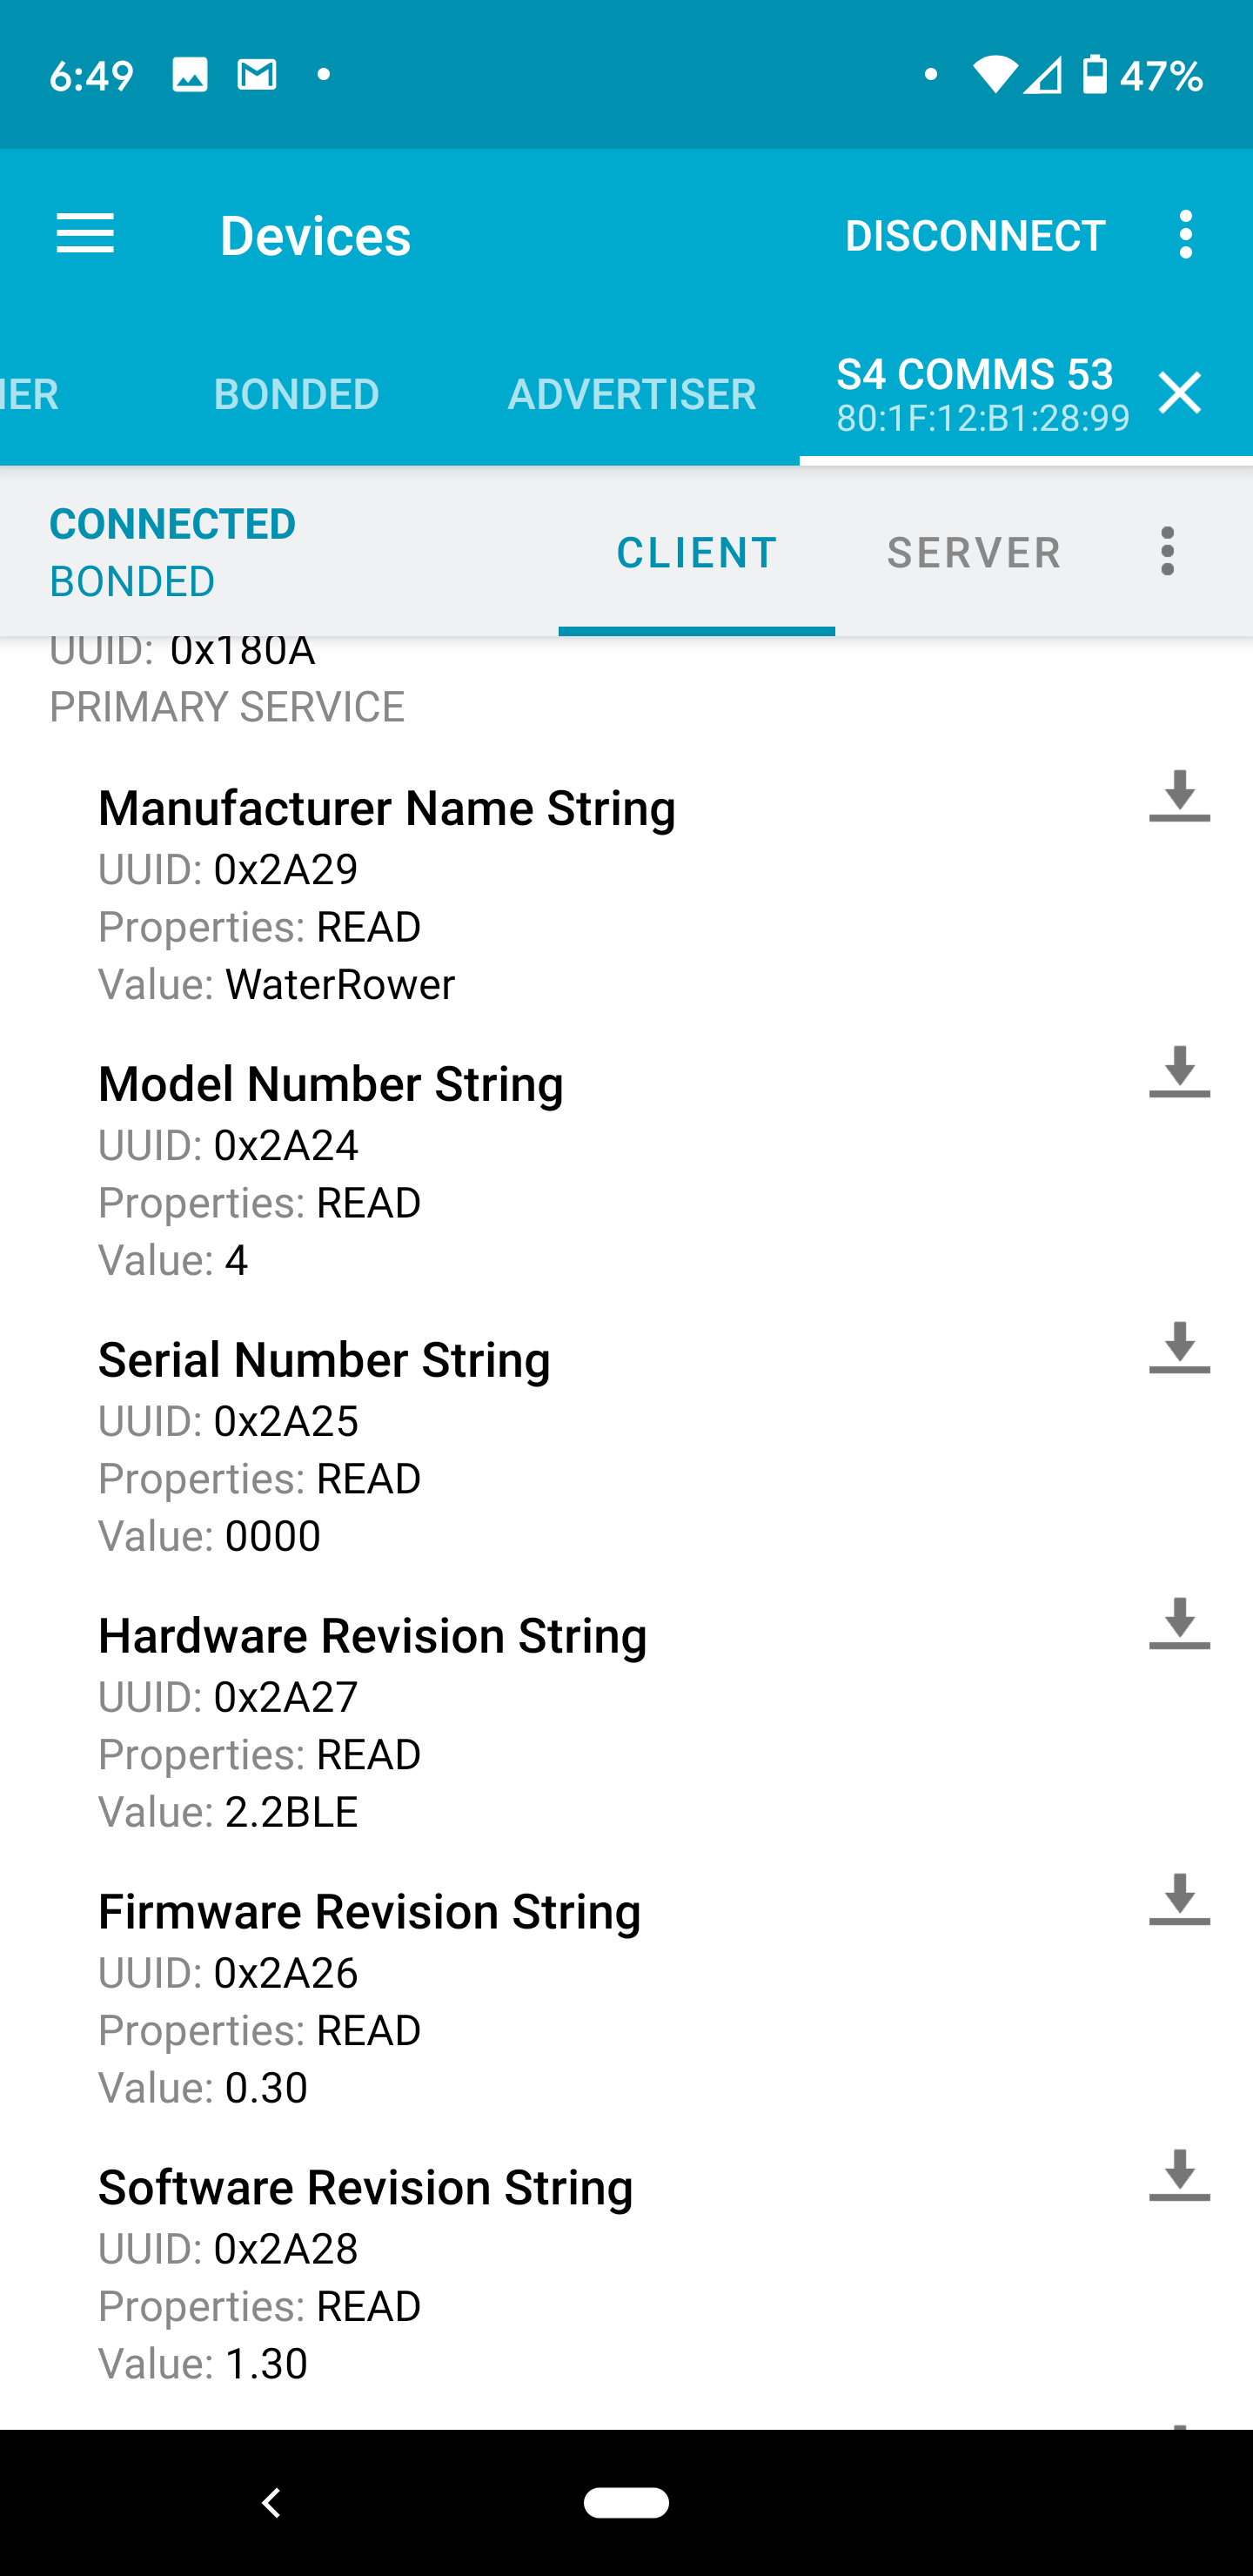 6:49
47%
Devices
DISCONNECT
IER
BONDED
ADVERTISER
S4 COMMS 53
80:1F:12:B1:28:99
CONNECTED
BONDED
CLIENT
SERVER
UUID: 0x180A
PRIMARY SERVICE
Manufacturer Name String
UUID: 0x2A29
Properties: READ
Value: WaterRower
Model Number String
UUID: 0x2A24
Properties: READ
Value: 4
Serial Number String
UUID: 0x2A25
Properties: READ
Value: 0000
Hardware Revision String
UUID: 0x2A27
Properties: READ
Value: 2.2BLE
Firmware Revision String
UUID: 0x2A26
Properties: READ
Value: 0.30
Software Revision String
UUID: 0x2A28
Properties: READ
Value: 1.30